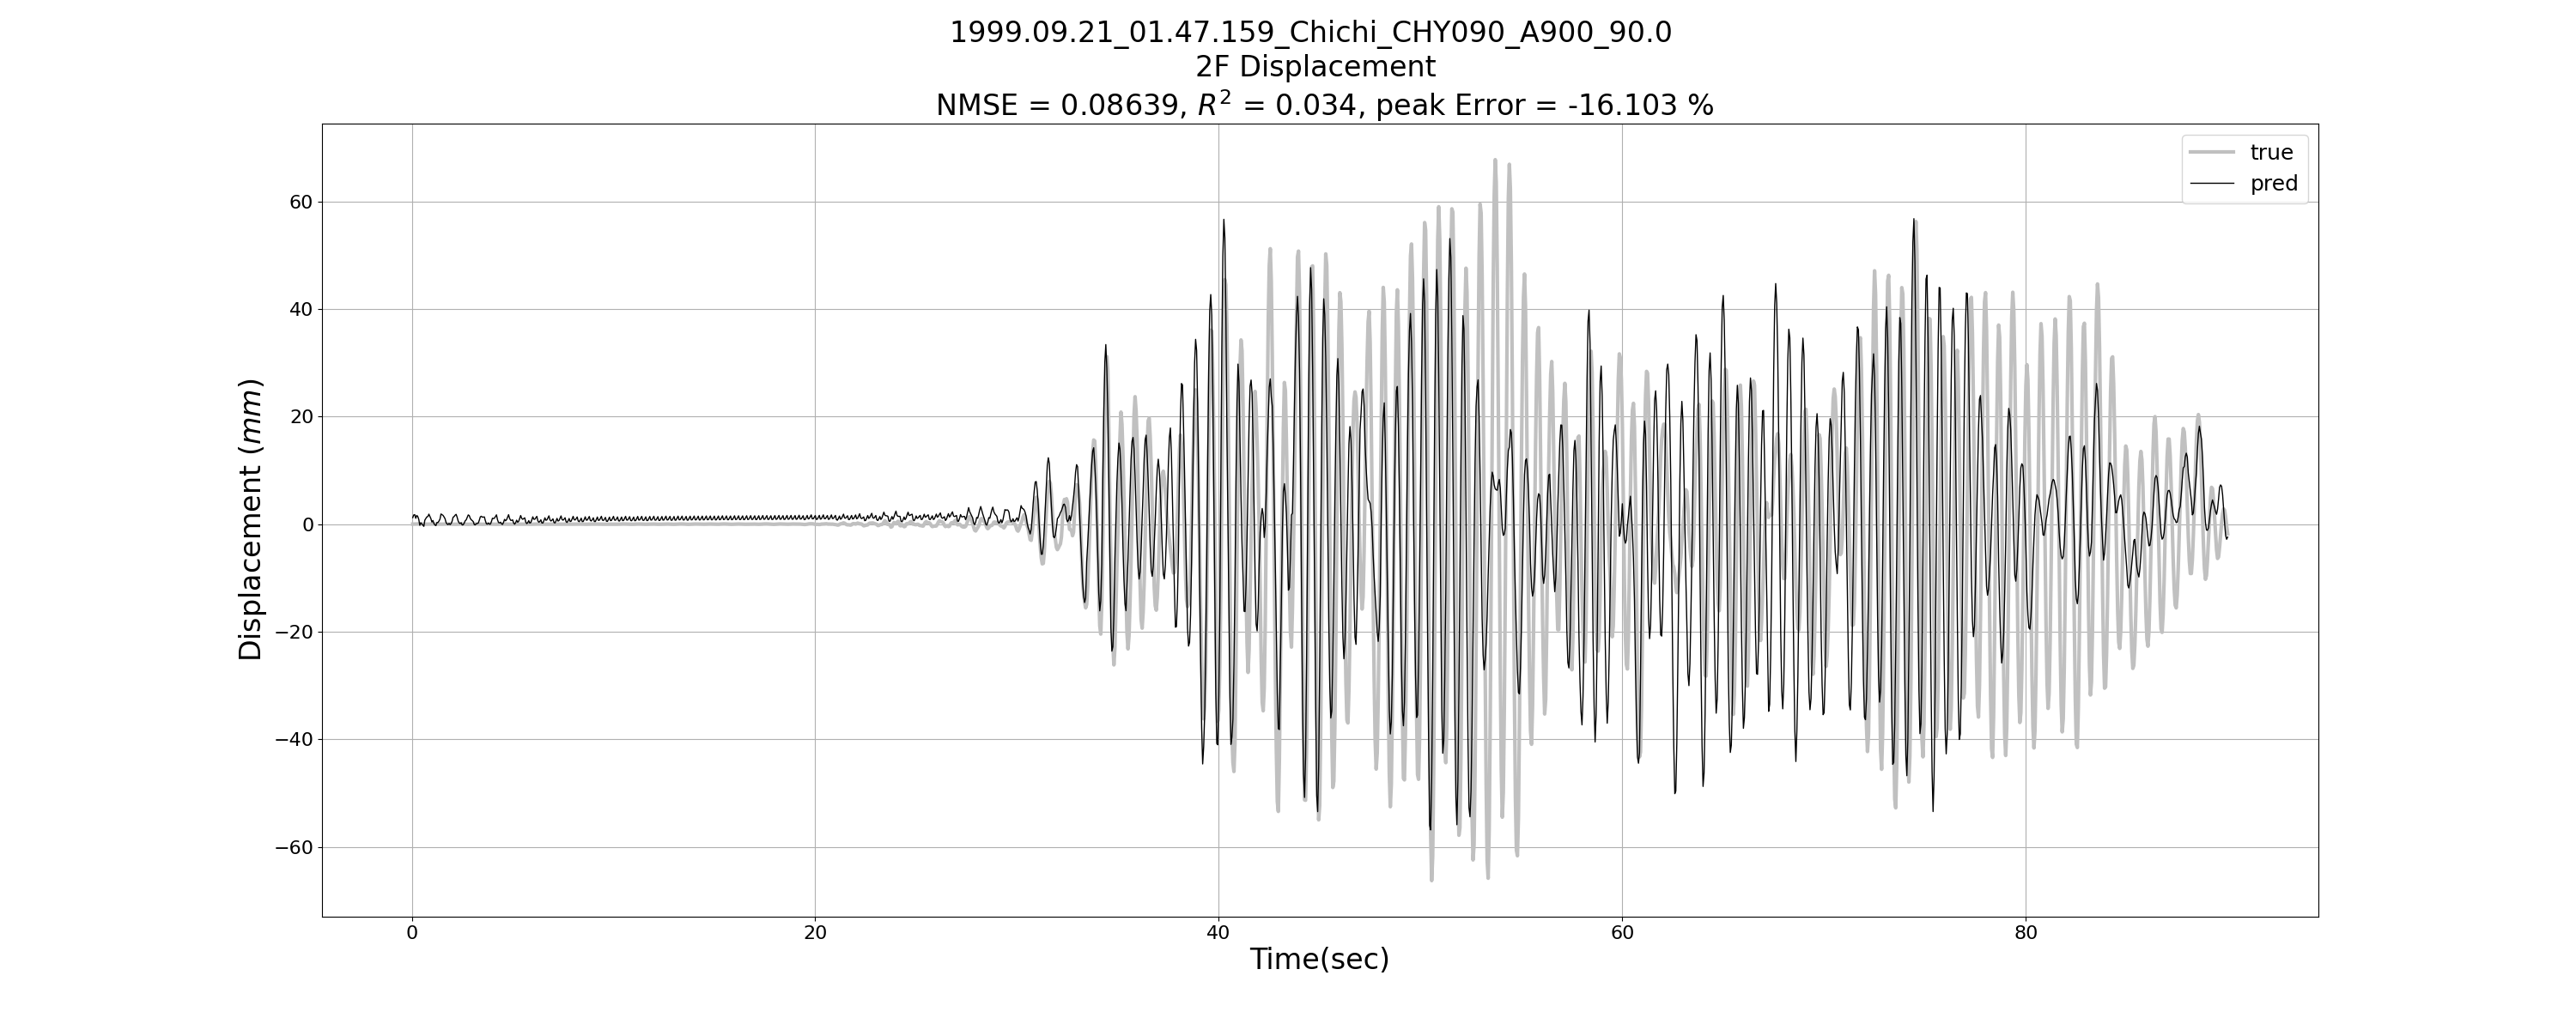 1999.09.21_01.47.159_Chichi_CHY090_A900_90.0
2F Displacement
NMSE = 0.08639, R² = 0.034, peak Error = -16.103 %
true
pred
Displacement (mm)
60
40
20
0
−20
−40
−60
0 20 40 60 80
Time(sec)